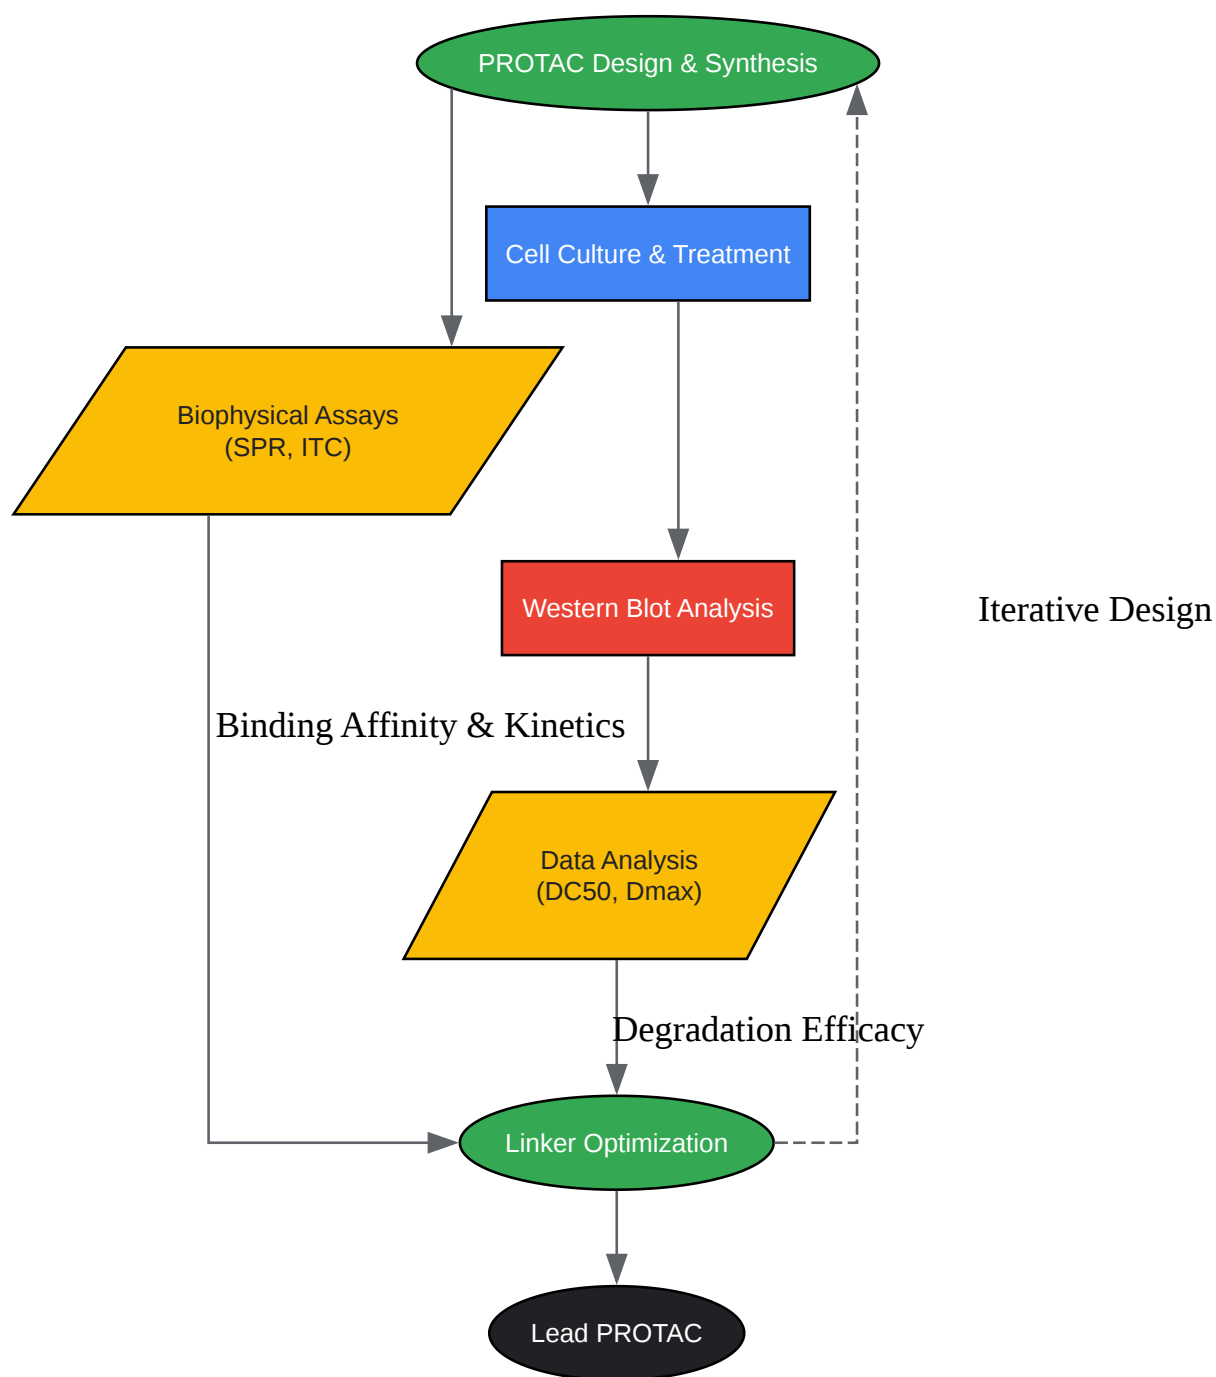 PROTAC Design & Synthesis
Cell Culture & Treatment
Biophysical Assays
(SPR, ITC)
Western Blot Analysis
Iterative Design
Binding Affinity & Kinetics
Data Analysis
(DC50, Dmax)
Degradation Efficacy
Linker Optimization
Lead PROTAC